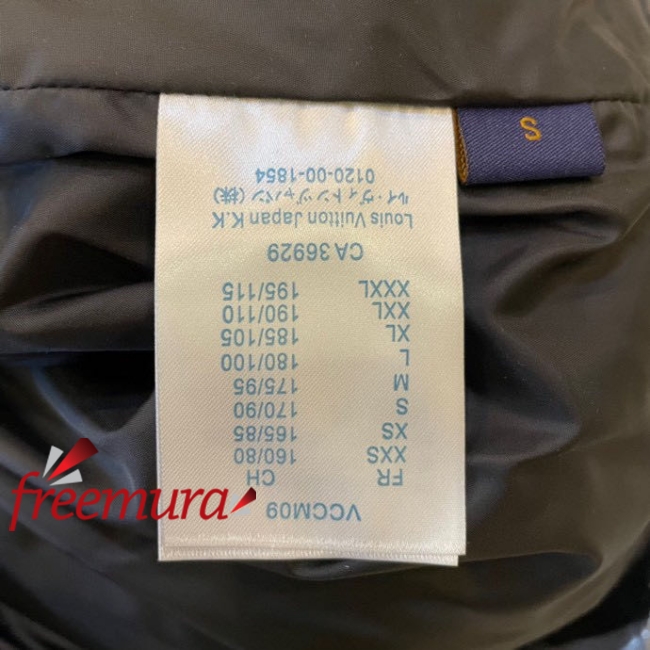 VCCM09
FR CH
XXS 160/80
XS 165/85
S 170/90
M 175/95
L 180/100
XL 185/105
XXL 190/110
XXXL 195/115
CA 36929
Louis Vuitton Japan K.K
ルイ・ヴィトンジャパン(株)
0120-00-1854
S
freemura